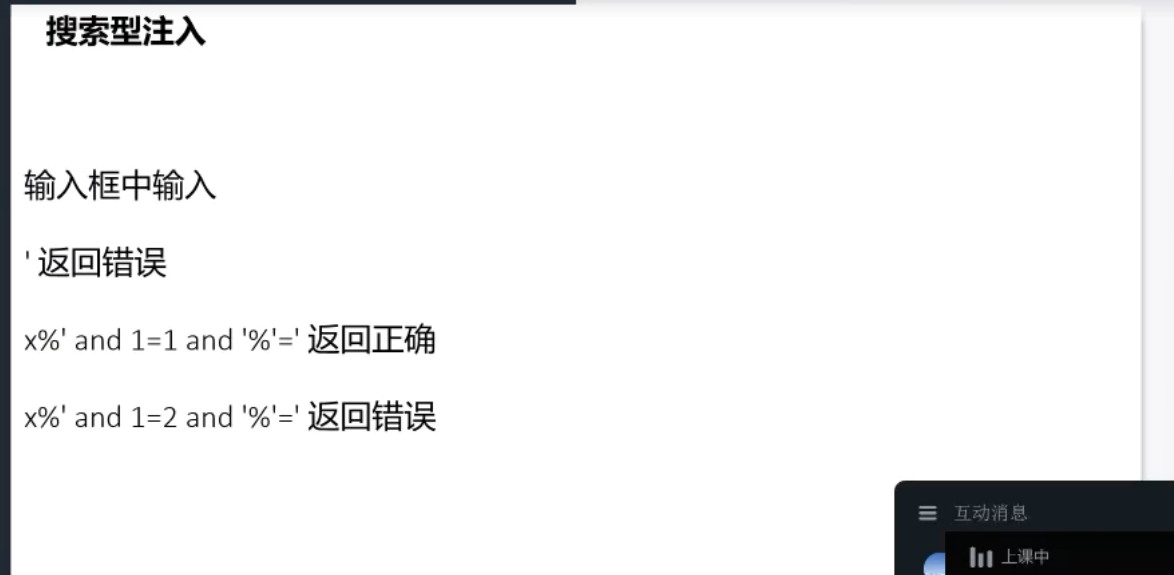 搜索型注入
输入框中输入
' 返回错误
x%' and 1=1 and '%'=' 返回正确
x%' and 1=2 and '%'=' 返回错误
互动消息
上课中